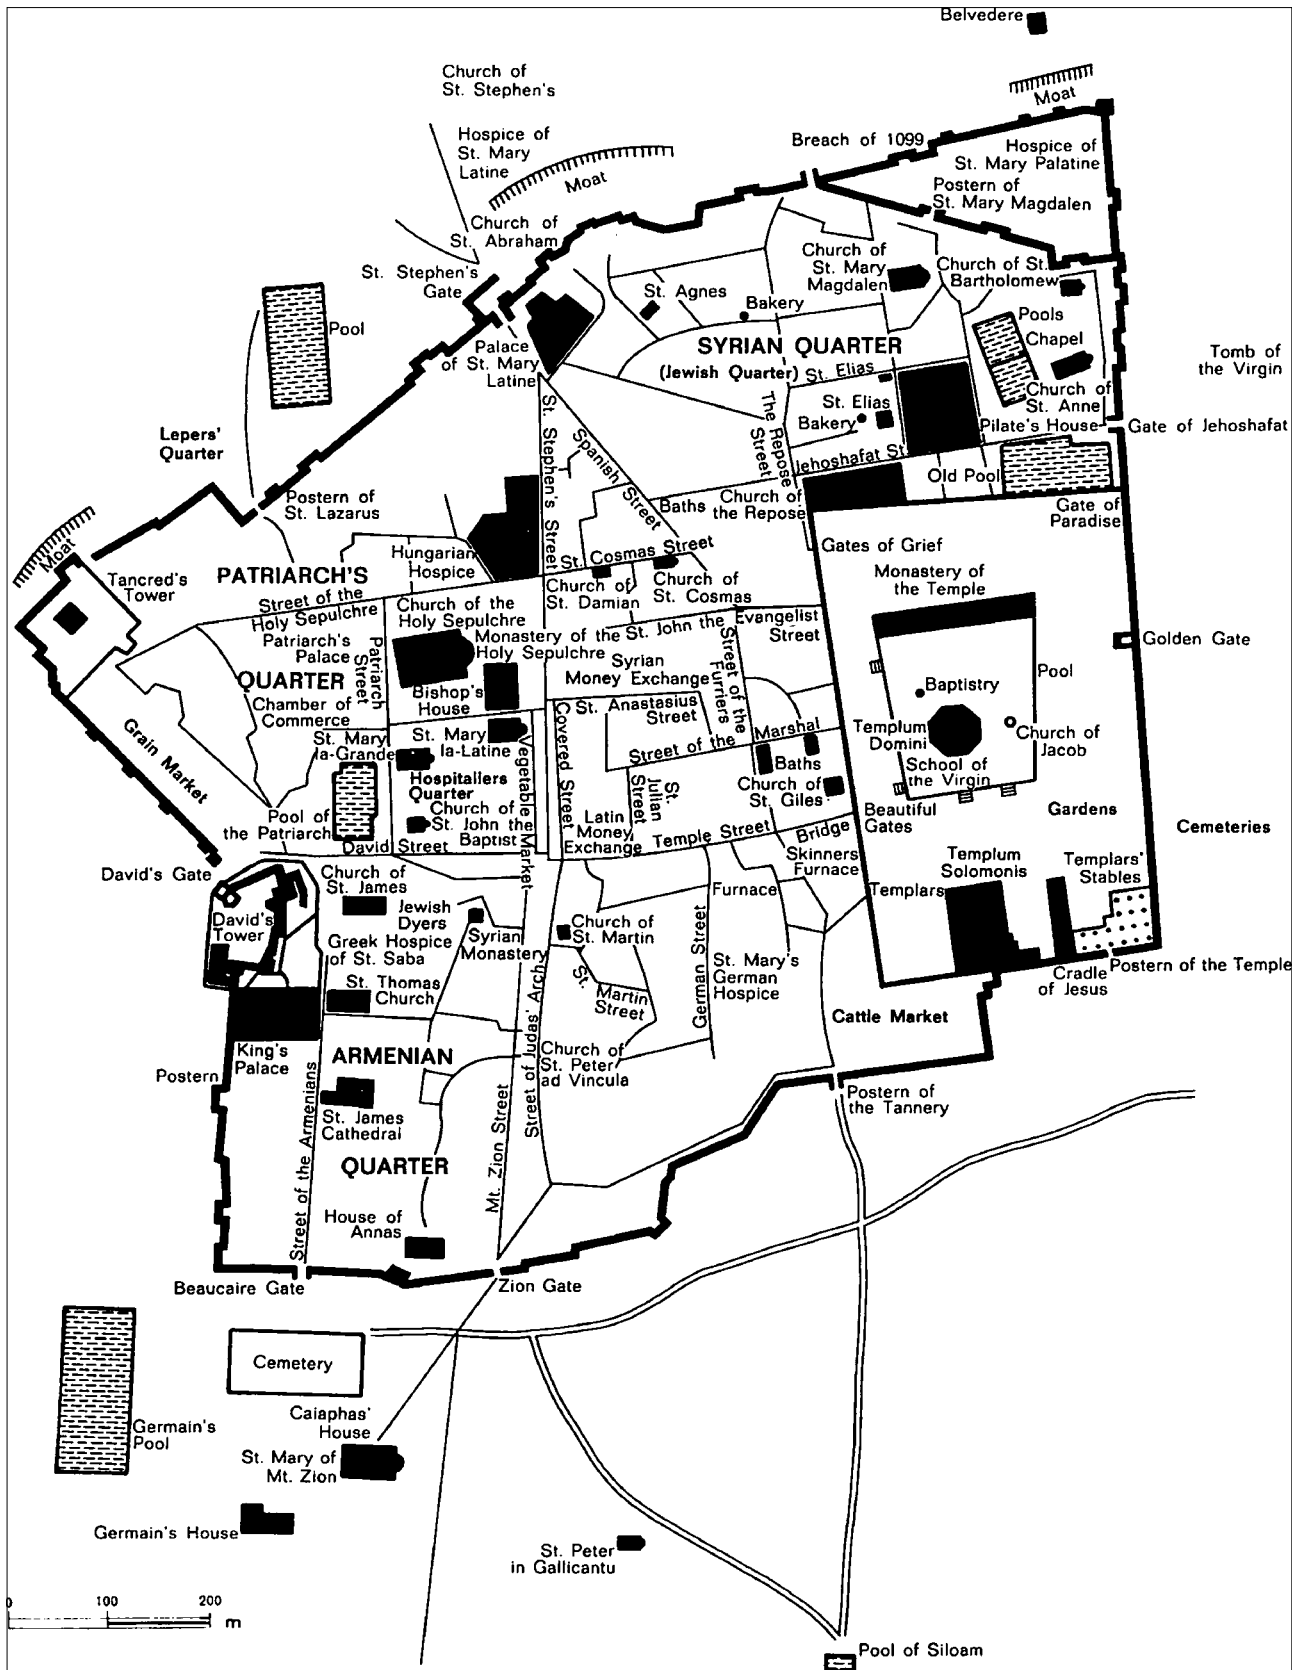 Belvedere
Church of
St. Stephen's
Moat
Hospice of
St. Mary
Latine
Moat
Breach of 1099
Hospice of
St. Mary Palatine
Postern of
St. Mary Magdalen
Church of
St. Abraham
St. Stephen's
Gate
Church of
St. Mary
Magdalen
Church of St.
Bartholomew
St. Agnes
Bakery
Pool
Pools
Chapel
Palace
of St. Mary
Latine
SYRIAN QUARTER
(Jewish Quarter)
St. Elias
Tomb of
the Virgin
Church of
St. Anne
St. Elias
Bakery
The Repose
Street
Pilate's House
Gate of Jehoshafat
St. Stephen's Street
Spanish Street
Lepers'
Quarter
Jehoshafat St.
Old Pool
Postern of
St. Lazarus
Baths
Church of
the Repose
Gate of
Paradise
Moat
Hungarian
Hospice
St. Cosmas Street
Gates of Grief
Tancred's
Tower
PATRIARCH'S
Street of the
Holy Sepulchre
Church of
St. Damian
Church of
St. Cosmas
Monastery of
the Temple
Church of the
Holy Sepulchre
Patriarch's
Palace
Patriarch
Street
Monastery of the
Holy Sepulchre
St. John the
Evangelist
Street
Golden Gate
Syrian
Money Exchange
Street of the
Furriers
QUARTER
Bishop's
House
Pool
Baptistry
Chamber of
Commerce
St. Anastasius
Street
Grain Market
St. Mary
la-Grande
St. Mary
la-Latine
Covered Street
Street of the
Marshal
Templum
Domini
Church of
Jacob
Vegetable Market
School of
the Virgin
Hospitallers
Quarter
St.
Julian
Street
Baths
Church of
St. Giles
Pool of
the Patriarch
Church of
St. John the
Baptist
Latin
Money
Exchange
Beautiful
Gates
Gardens
Cemeteries
David Street
Temple Street
Bridge
Skinners
Furnace
David's Gate
Church of
St. James
Templum
Solomonis
Templars'
Stables
Furnace
Templars
David's
Tower
Jewish
Dyers
Syrian
Monastery
Church of
St. Martin
Greek Hospice
of St. Saba
St. Thomas
Church
St.
Martin
Street
German Street
St. Mary's
German
Hospice
Cradle
of Jesus
Postern of the Temple
Cattle Market
Street of Judas' Arch
King's
Palace
ARMENIAN
Church of
St. Peter
ad Vincula
Postern
Postern of
the Tannery
St. James
Cathedral
Street of the Armenians
Mt. Zion Street
QUARTER
House of
Annas
Beaucaire Gate
Zion Gate
Cemetery
Germain's
Pool
Caiaphas'
House
St. Mary of
Mt. Zion
Germain's House
St. Peter
in Gallicantu
0 100 200
m
Pool of Siloam